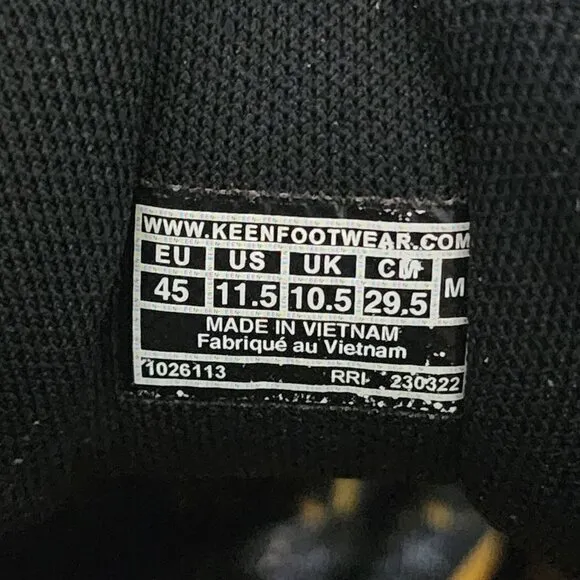 WWW.KEENFOOTWEAR.COM
EU US UK CM M
45 11.5 10.5 29.5
MADE IN VIETNAM
Fabriqué au Vietnam
1026113 RRI- 230322